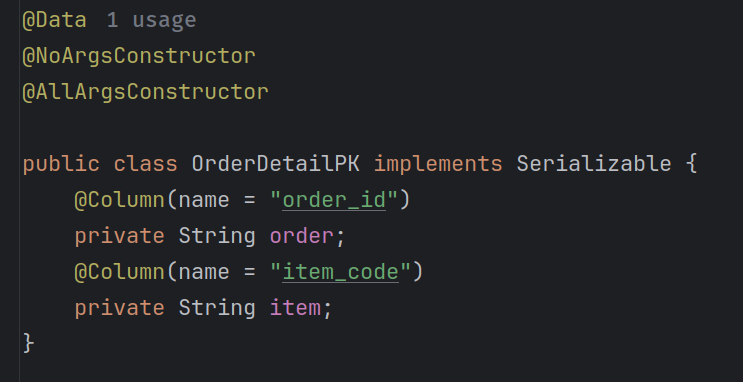 @Data 1 usage
@NoArgsConstructor
@AllArgsConstructor
public class OrderDetailPK implements Serializable {
@Column(name = "order_id")
private String order;
@Column(name = "item_code")
private String item;
}